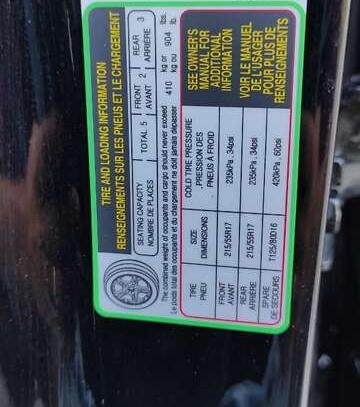 TIRE AND LOADING INFORMATION
RENSEIGNEMENTS SUR LES PNEUS ET LE CHARGEMENT
SEATING CAPACITY
NOMBRE DE PLACES
TOTAL 5
FRONT 2
AVANT
REAR 3
ARRIÈRE
The combined weight of occupants and cargo should never exceed
Le poids total des occupants et du chargement ne doit jamais dépasser
410 kg or ou 904 lbs. lb.
TIRE
PNEU
SIZE
DIMENSIONS
COLD TIRE PRESSURE
PRESSION DES
PNEUS À FROID
FRONT
AVANT
215/55R17
235kPa, 34psi
REAR
ARRIÈRE
215/55R17
235kPa, 34psi
SPARE
DE SECOURS
T125/80D16
420kPa, 60psi
SEE OWNER'S
MANUAL FOR
ADDITIONAL
INFORMATION
VOIR LE MANUEL
DE L'USAGER
POUR PLUS DE
RENSEIGNEMENTS